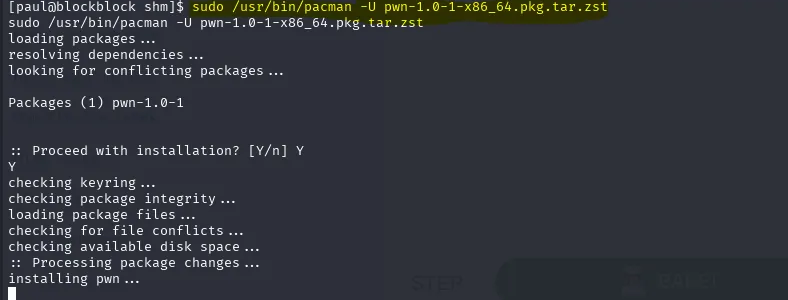 [paul@blockblock shm]$ sudo /usr/bin/pacman -U pwn-1.0-1-x86_64.pkg.tar.zst
sudo /usr/bin/pacman -U pwn-1.0-1-x86_64.pkg.tar.zst
loading packages...
resolving dependencies...
looking for conflicting packages...
Packages (1) pwn-1.0-1
:: Proceed with installation? [Y/n] Y
Y
checking keyring...
checking package integrity...
loading package files...
checking for file conflicts...
checking available disk space...
:: Processing package changes...
installing pwn...
STEP